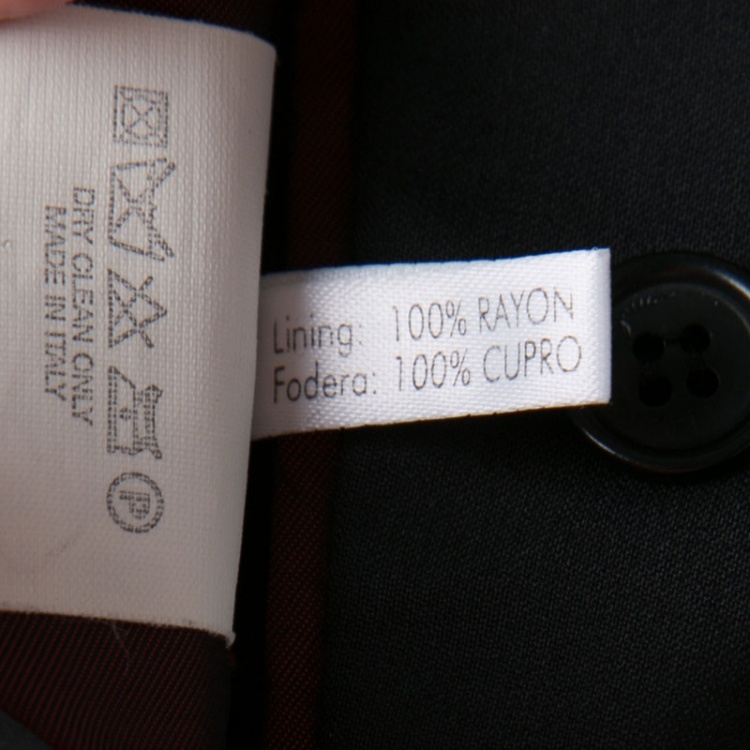 DRY CLEAN ONLY
MADE IN ITALY
P
Lining: 100% RAYON
Fodera: 100% CUPRO